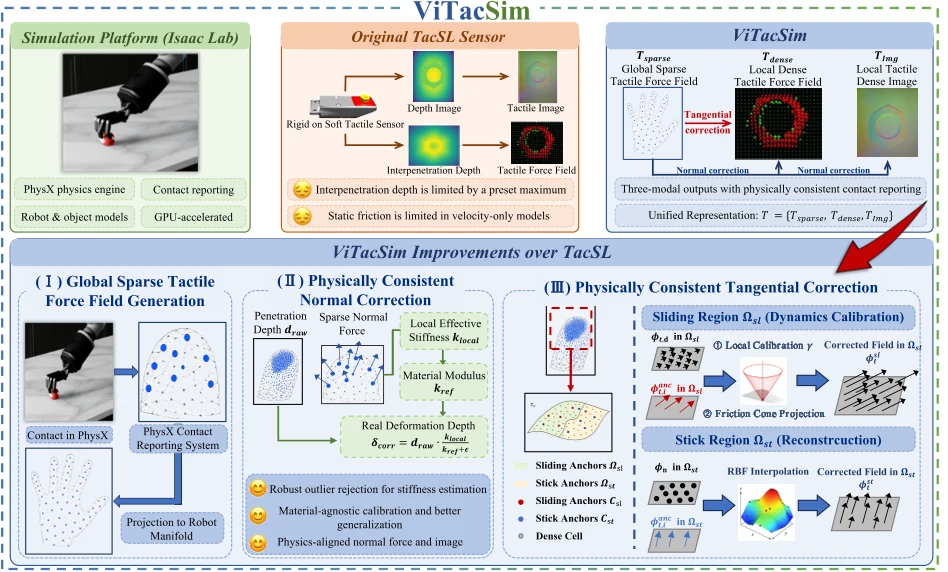 ViTacSim
Simulation Platform (Isaac Lab)
PhysX physics engine
Contact reporting
Robot & object models
GPU-accelerated
Original TacSL Sensor
Rigid on Soft Tactile Sensor
Depth Image
Tactile Image
Interpenetration Depth
Tactile Force Field
Interpenetration depth is limited by a preset maximum
Static friction is limited in velocity-only models
ViTacSim
T_sparse
Global Sparse
Tactile Force Field
T_dense
Local Dense
Tactile Force Field
T_Img
Local Tactile
Dense Image
Tangential
correction
Normal correction
Normal correction
Three-modal outputs with physically consistent contact reporting
Unified Representation: T = {T_sparse, T_dense, T_Img}
ViTacSim Improvements over TacSL
(Ⅰ) Global Sparse Tactile
Force Field Generation
Contact in PhysX
PhysX Contact
Reporting System
Projection to Robot
Manifold
(Ⅱ) Physically Consistent
Normal Correction
Penetration
Depth d_raw
Sparse Normal
Force
Local Effective
Stiffness k_local
Material Modulus
k_ref
Real Deformation Depth
δ_corr = d_raw · k_local / k_ref+ϵ
Robust outlier rejection for stiffness estimation
Material-agnostic calibration and better
generalization
Physics-aligned normal force and image
(Ⅲ) Physically Consistent Tangential Correction
Sliding Anchors Ω_sl
Stick Anchors Ω_st
Sliding Anchors C_sl
Stick Anchors C_st
Dense Cell
Sliding Region Ω_sl (Dynamics Calibration)
ϕ_t,d in Ω_sl
ϕ_t,i^anc in Ω_sl
① Local Calibration γ
② Friction Cone Projection
Corrected Field in Ω_sl
ϕ_t^sl
Stick Region Ω_st (Reconstrcuction)
ϕ_n in Ω_st
ϕ_t,i^anc in Ω_st
RBF Interpolation
Corrected Field in Ω_st
ϕ_t^st